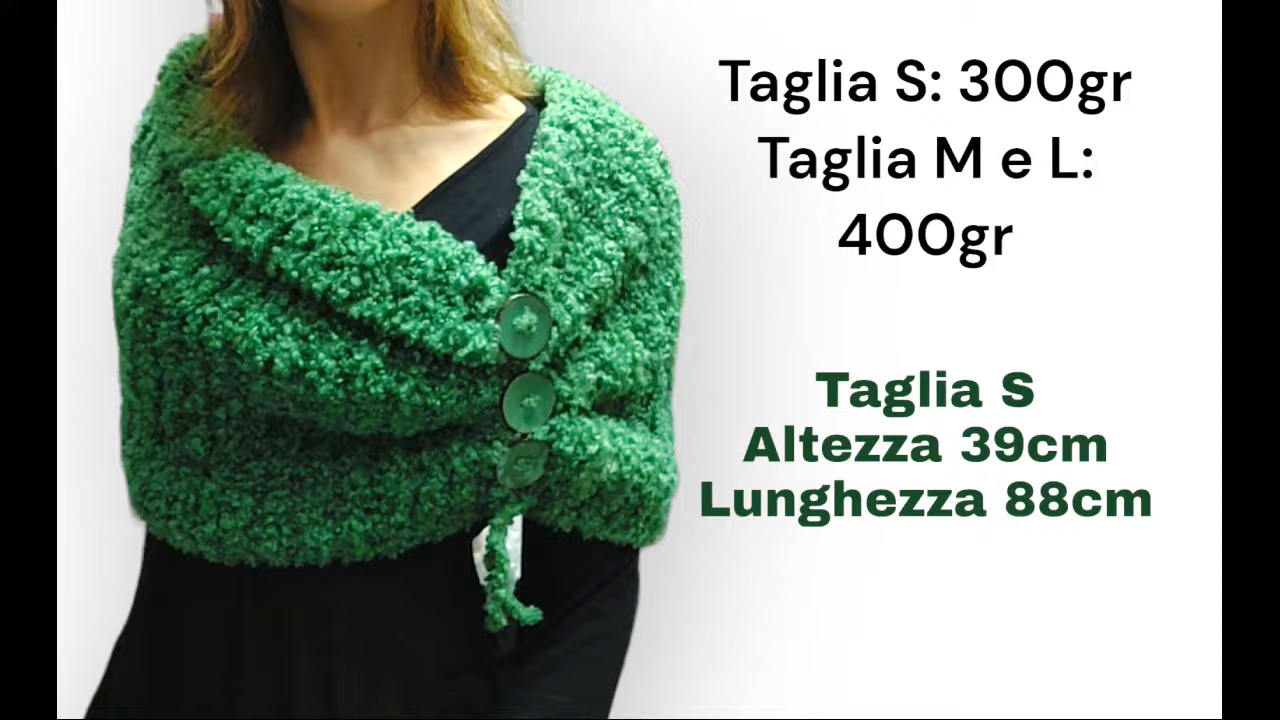 Taglia S: 300gr
Taglia M e L:
400gr
Taglia S
Altezza 39cm
Lunghezza 88cm